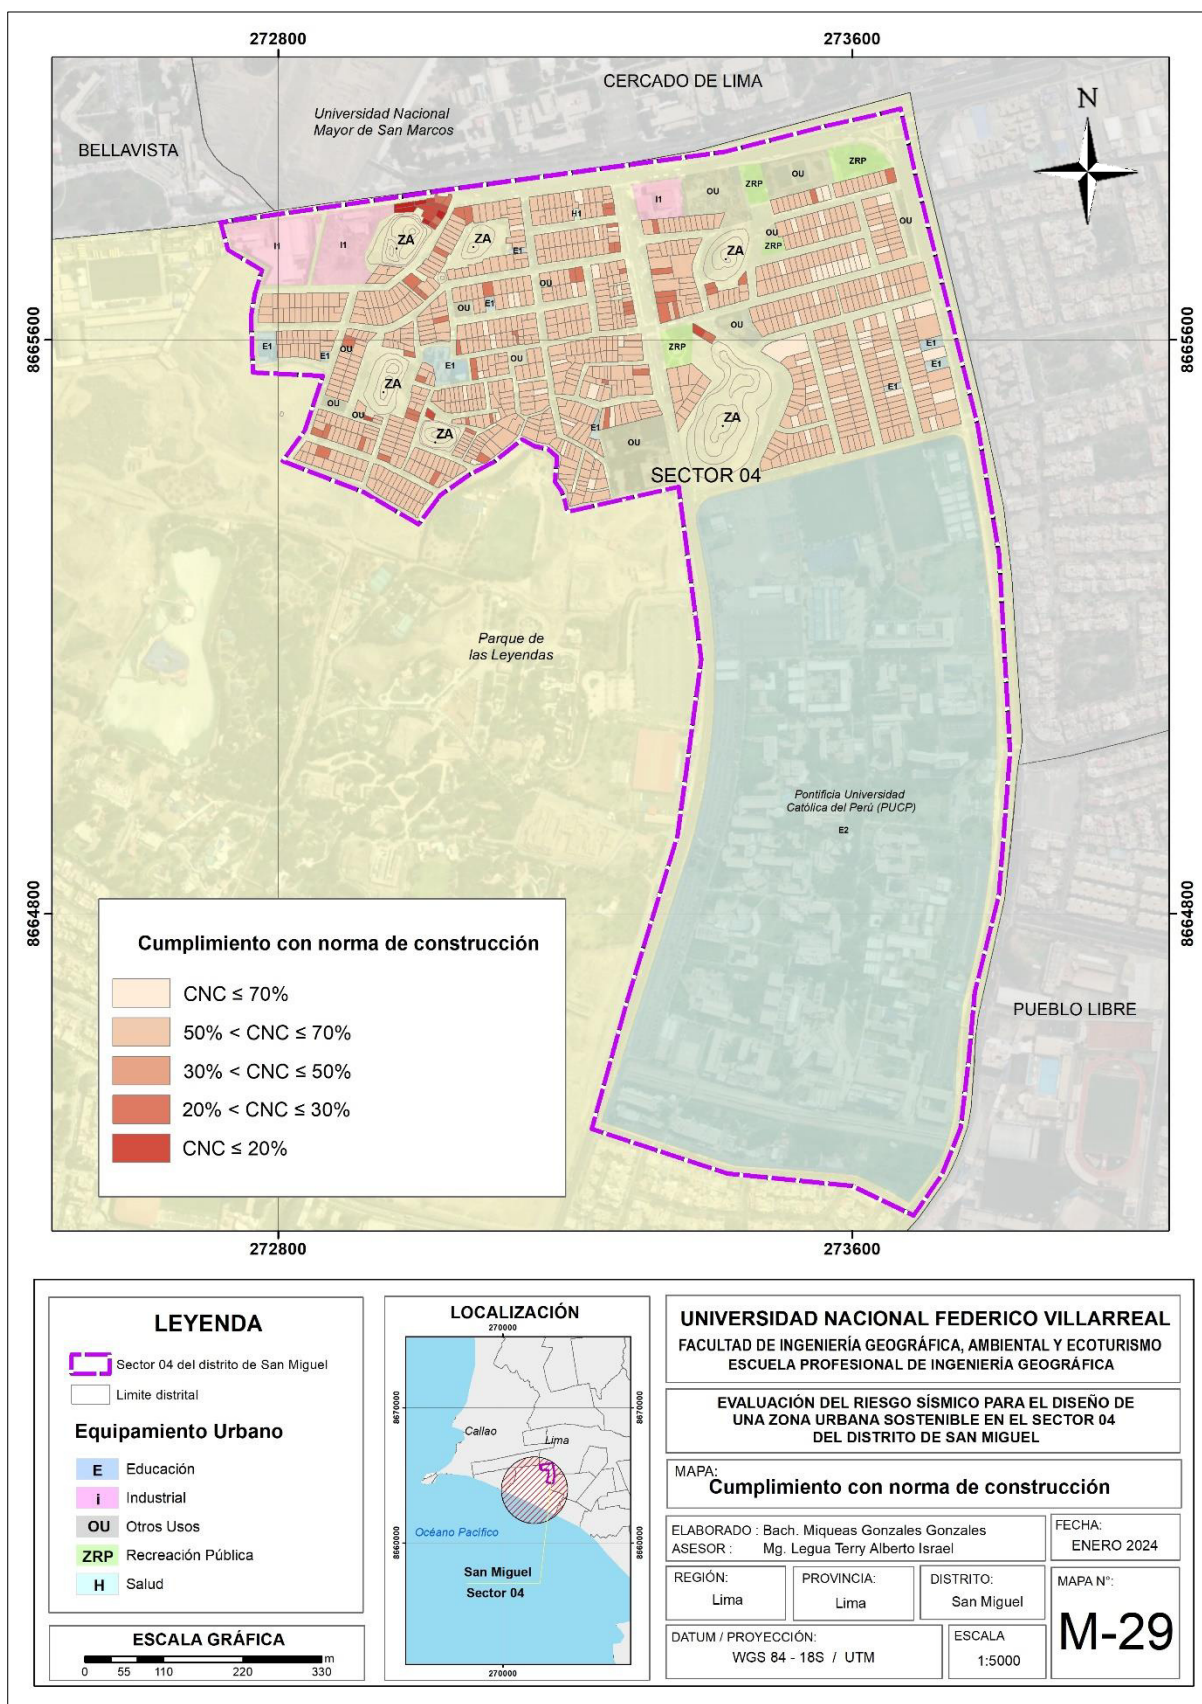 272800
273600
CERCADO DE LIMA
Universidad Nacional
Mayor de San Marcos
BELLAVISTA
N
ZRP
OU
ZRP
OU
I1
H1
OU
OU
ZRP
ZA
ZA
ZA
I1
I1
E1
OU
E1
OU
OU
8665600
8665600
E1
E1
OU
E1
OU
ZRP
E1
E1
E1
ZA
OU
OU
ZA
E1
OU
ZA
SECTOR 04
Parque de
las Leyendas
Pontificia Universidad
Católica del Perú (PUCP)
E2
8664800
8664800
PUEBLO LIBRE
Cumplimiento con norma de construcción
CNC ≤ 70%
50% < CNC ≤ 70%
30% < CNC ≤ 50%
20% < CNC ≤ 30%
CNC ≤ 20%
272800
273600
LEYENDA
Sector 04 del distrito de San Miguel
Limite distrital
Equipamiento Urbano
E Educación
i Industrial
OU Otros Usos
ZRP Recreación Pública
H Salud
ESCALA GRÁFICA
m
0 55 110 220 330
LOCALIZACIÓN
270000
8670000
8670000
Callao
Lima
Océano Pacífico
8660000
8660000
San Miguel
Sector 04
270000
UNIVERSIDAD NACIONAL FEDERICO VILLARREAL
FACULTAD DE INGENIERÍA GEOGRÁFICA, AMBIENTAL Y ECOTURISMO
ESCUELA PROFESIONAL DE INGENIERÍA GEOGRÁFICA
EVALUACIÓN DEL RIESGO SÍSMICO PARA EL DISEÑO DE
UNA ZONA URBANA SOSTENIBLE EN EL SECTOR 04
DEL DISTRITO DE SAN MIGUEL
MAPA:
Cumplimiento con norma de construcción
ELABORADO : Bach. Miqueas Gonzales Gonzales
ASESOR : Mg. Legua Terry Alberto Israel
FECHA:
ENERO 2024
REGIÓN:
Lima
PROVINCIA:
Lima
DISTRITO:
San Miguel
MAPA N°:
M-29
DATUM / PROYECCIÓN:
WGS 84 - 18S / UTM
ESCALA
1:5000